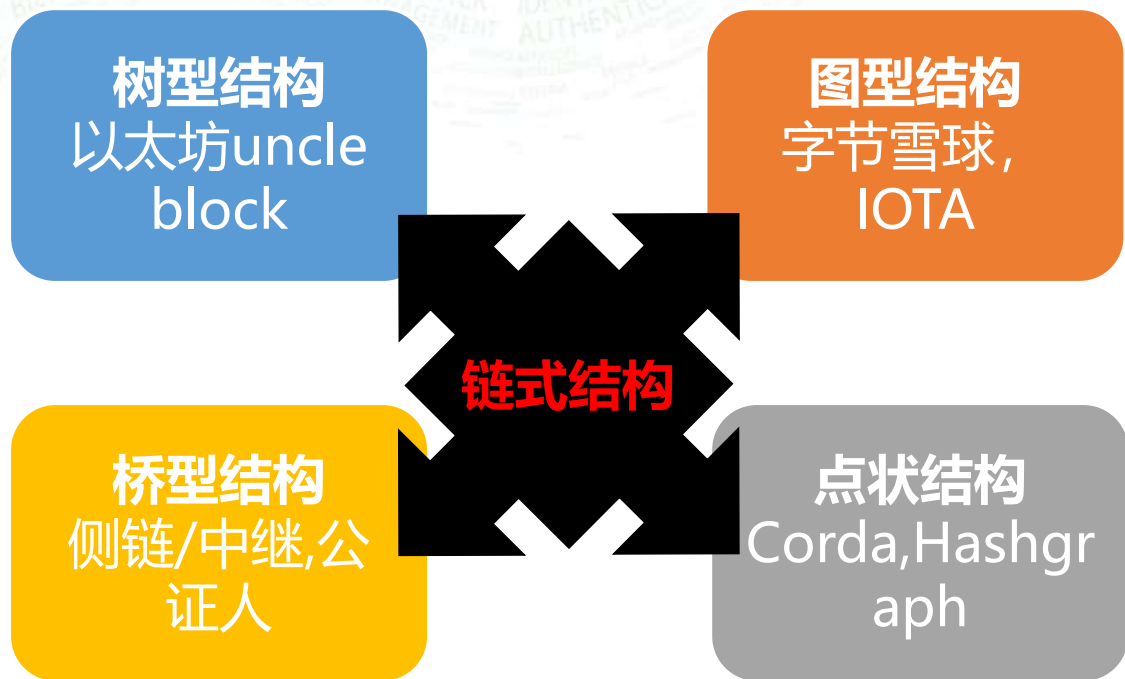 树型结构
以太坊uncle
block
图型结构
字节雪球，
IOTA
链式结构
桥型结构
侧链/中继,公
证人
点状结构
Corda,Hashgr
aph